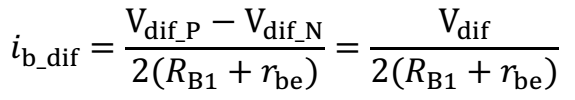 i_b_dif = (V_dif_P − V_dif_N) / (2(R_B1 + r_be)) = V_dif / (2(R_B1 + r_be))